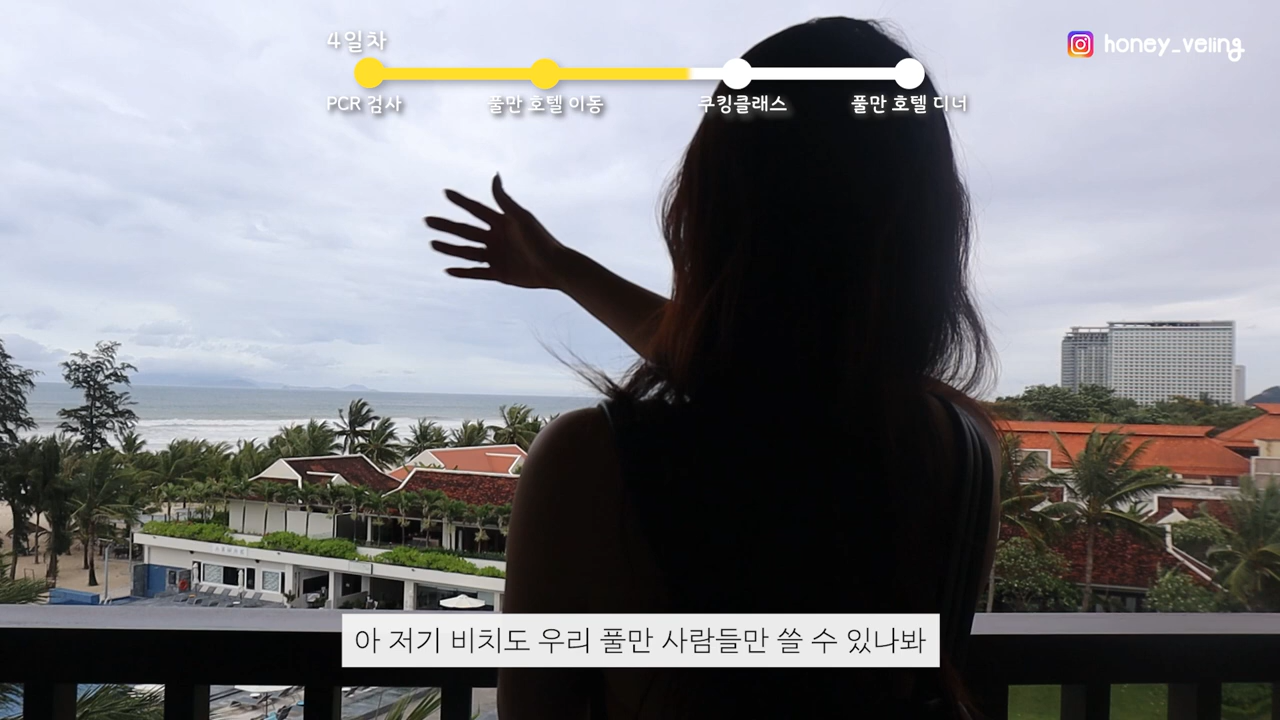 4일차
PCR 검사
풀만 호텔 이동
쿠킹클래스
풀만 호텔 디너
honey_veling
아 저기 비치도 우리 풀만 사람들만 쓸 수 있나봐